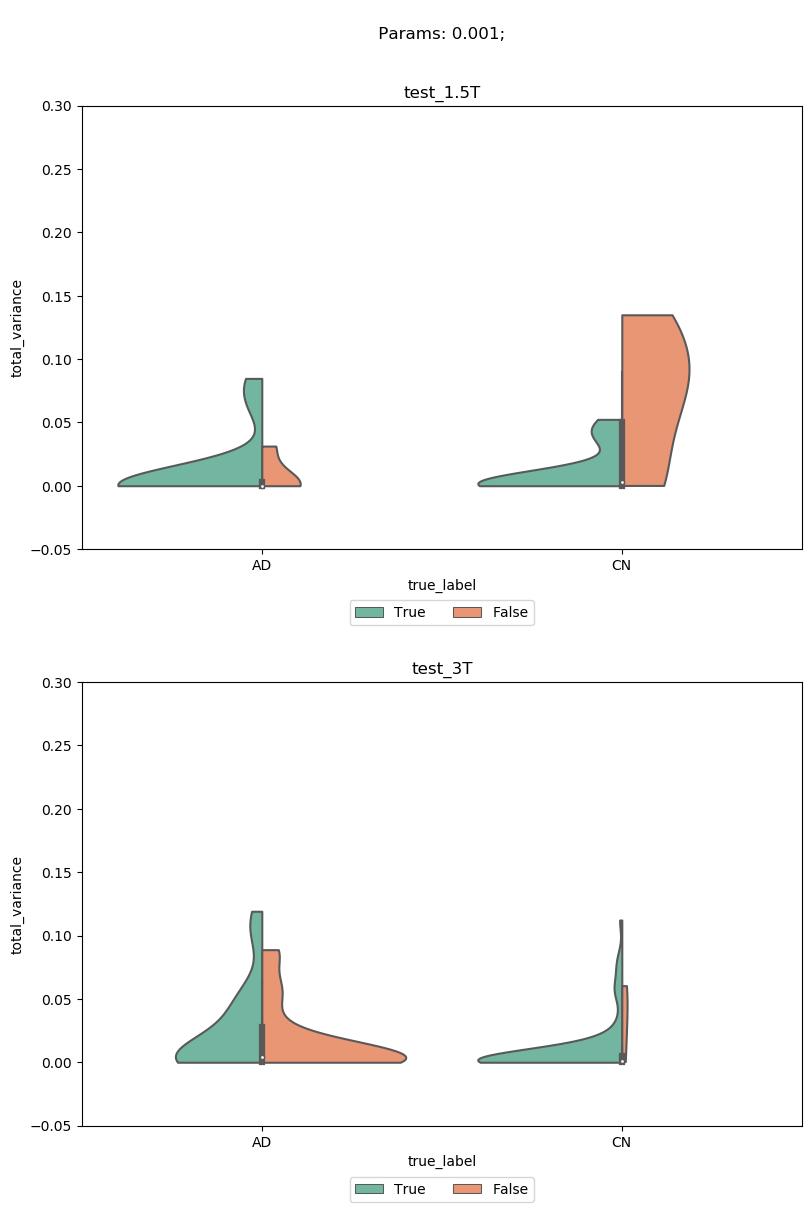 Params: 0.001;
test_1.5T
0.30
0.25
0.20
0.15
0.10
0.05
0.00
−0.05
total_variance
AD CN
true_label
True False
test_3T
0.30
0.25
0.20
0.15
0.10
0.05
0.00
−0.05
total_variance
AD CN
true_label
True False